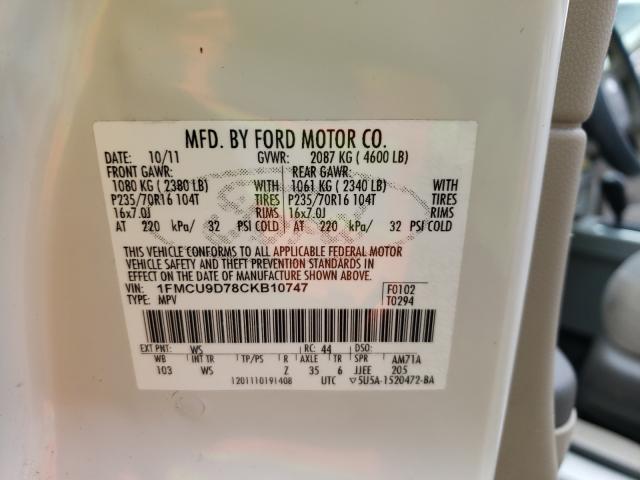 MFD. BY FORD MOTOR CO.
DATE: 10/11 GVWR: 2087 KG ( 4600 LB)
FRONT GAWR: REAR GAWR:
1080 KG ( 2380 LB) WITH 1061 KG ( 2340 LB) WITH
P235/70R16 104T TIRES P235/70R16 104T TIRES
16x7.0J RIMS 16x7.0J RIMS
AT 220 kPa/ 32 PSI COLD AT 220 kPa/ 32 PSI COLD
THIS VEHICLE CONFORMS TO ALL APPLICABLE FEDERAL MOTOR
VEHICLE SAFETY AND THEFT PREVENTION STANDARDS IN
EFFECT ON THE DATE OF MANUFACTURE SHOWN ABOVE.
VIN: 1FMCU9D78CKB10747 F0102
TYPE: MPV T0294
EXT PNT: WS RC: 44 DSO:
WB INT TR TP/PS R AXLE TR SPR AM71A
103 WS Z 35 6 JJEE 205
1201110191408 UTC 5U5A-1520472-BA